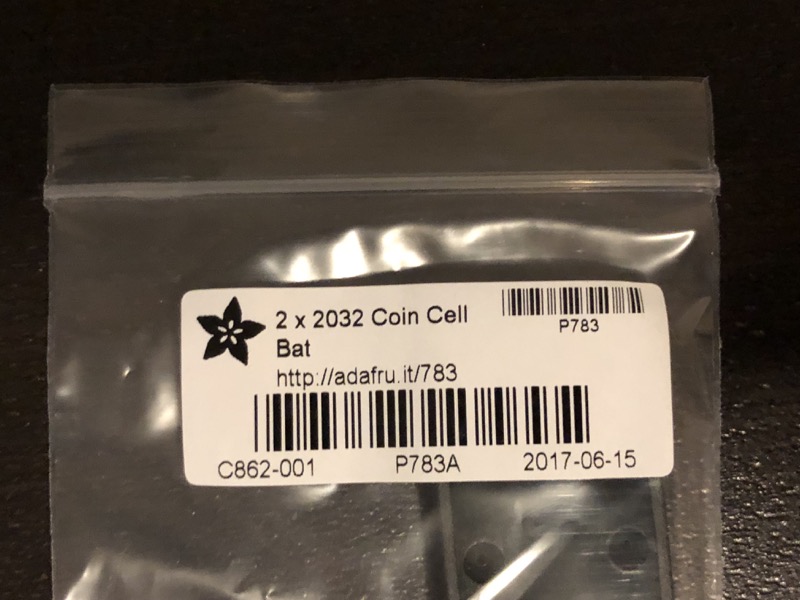 2 x 2032 Coin Cell
Bat
http://adafru.it/783
P783
C862-001 P783A 2017-06-15